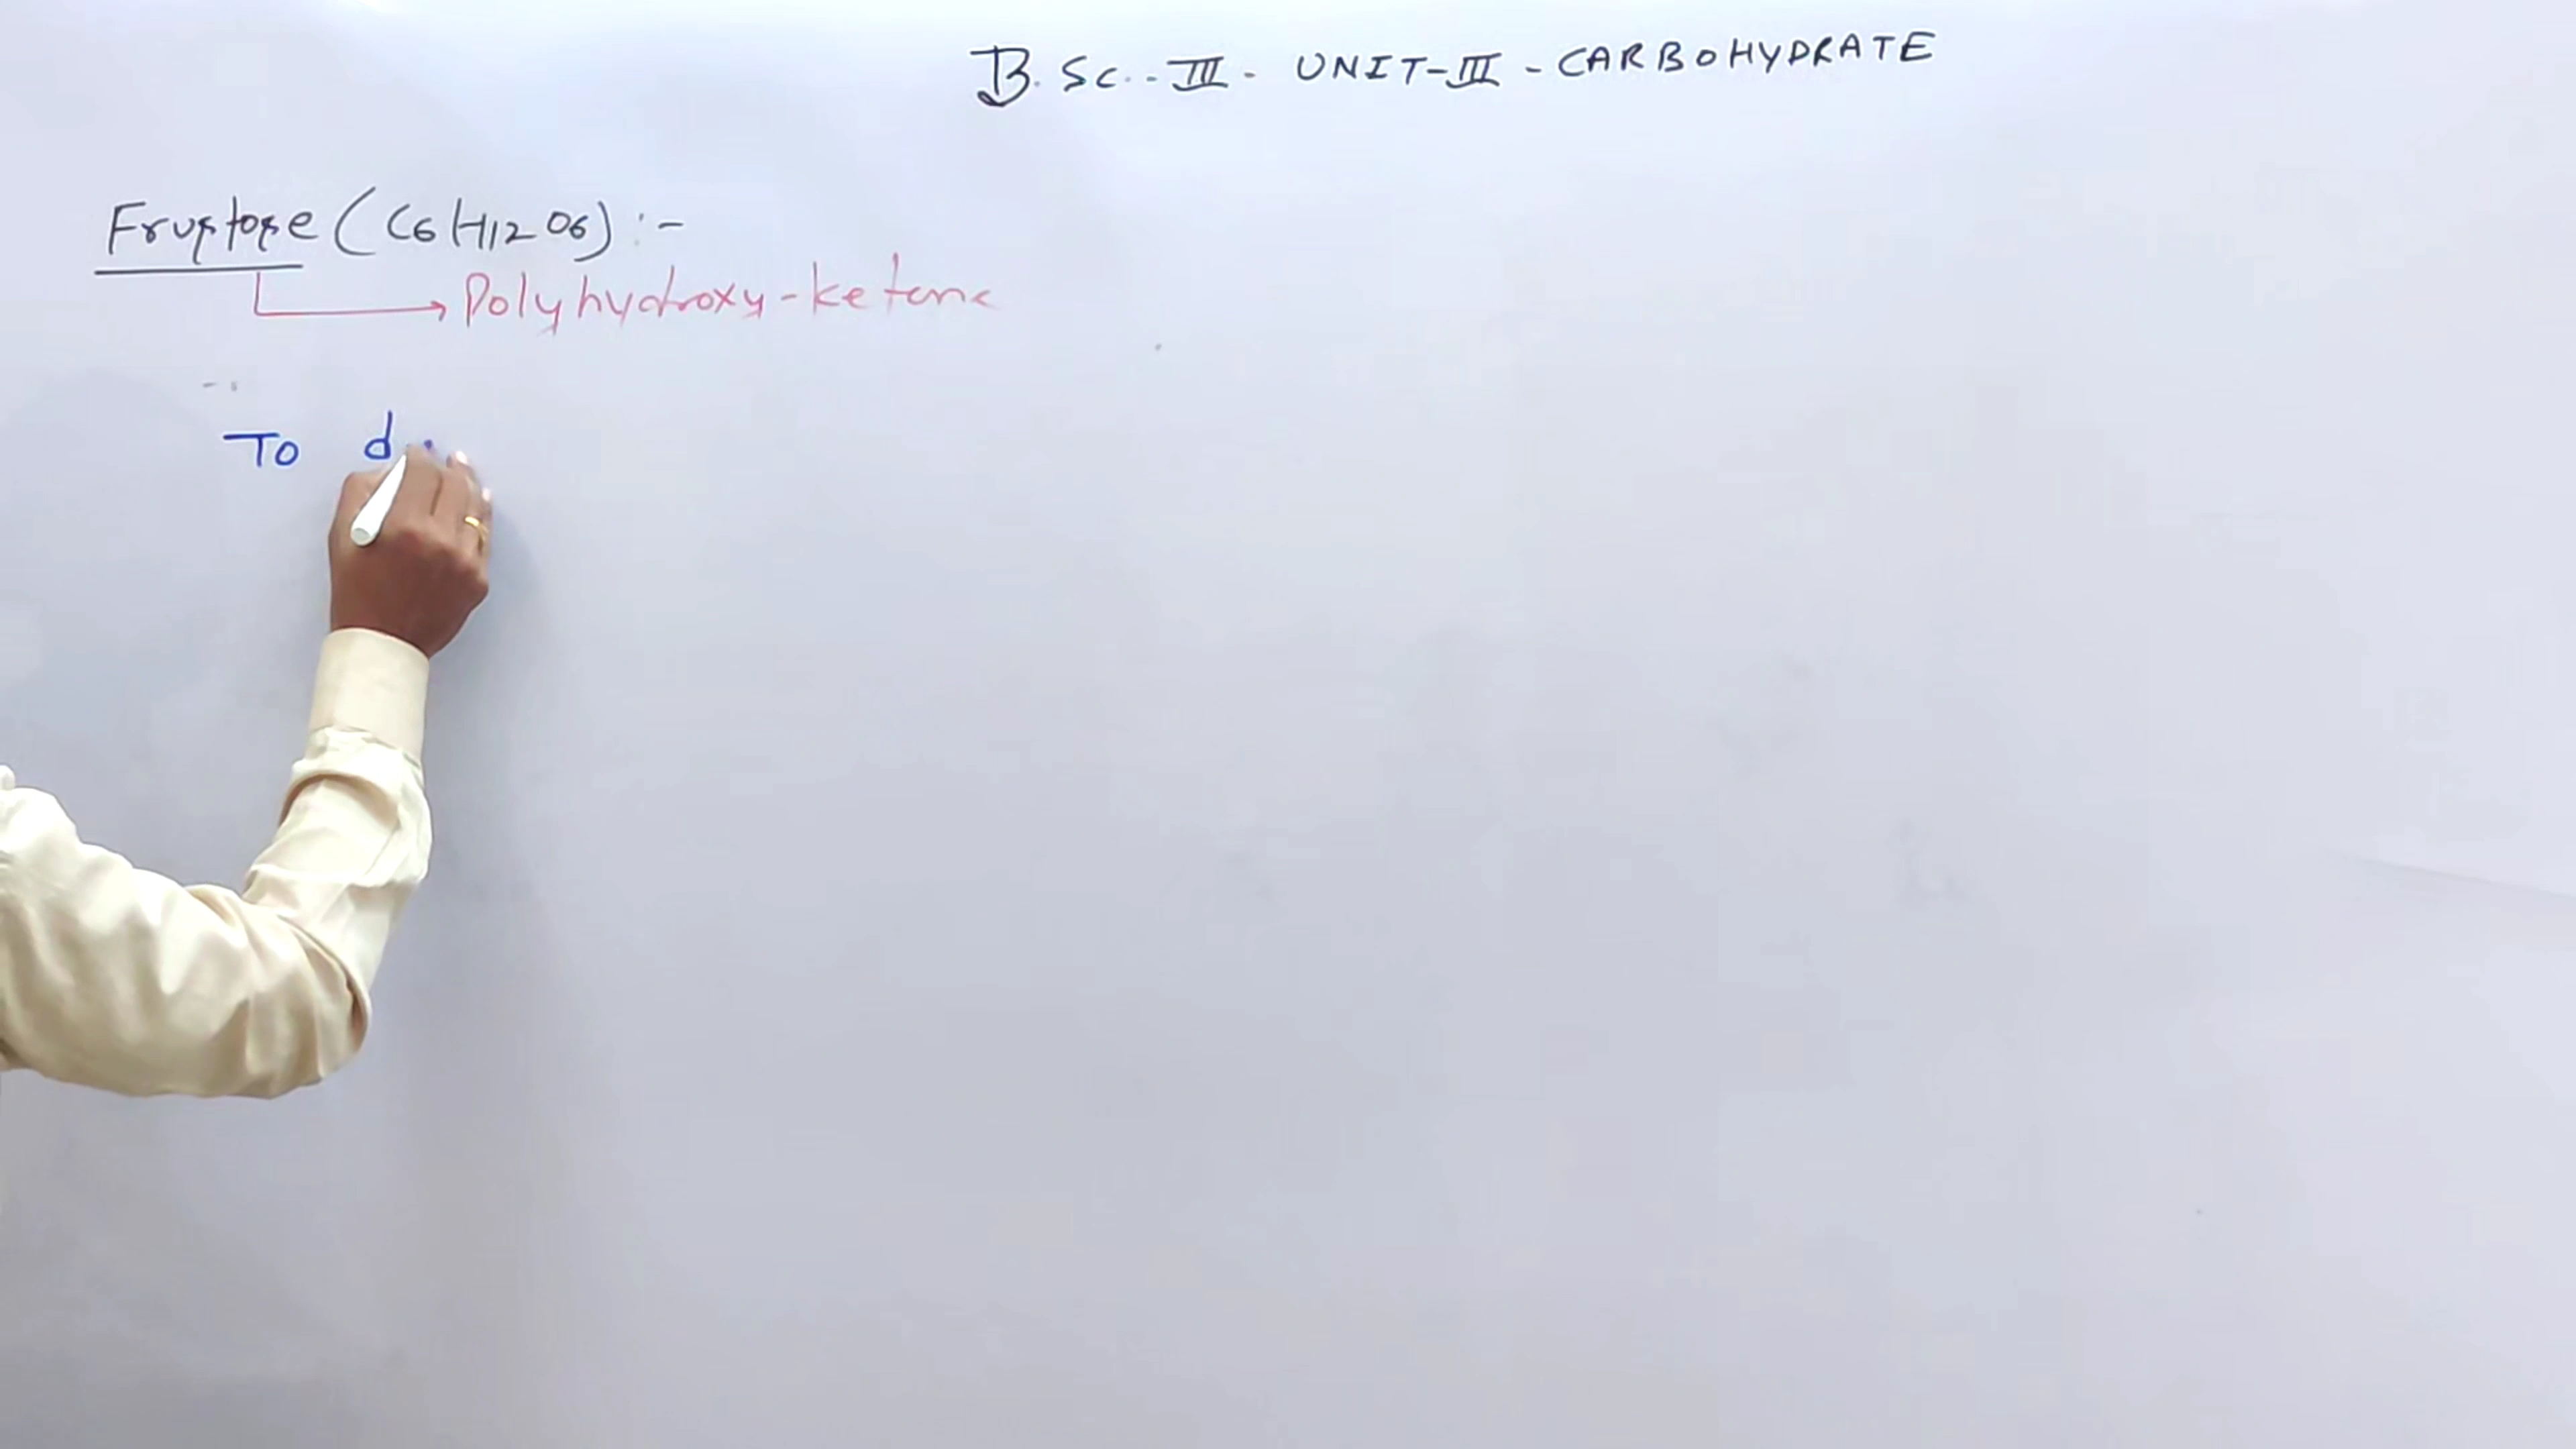 B. Sc. - III - UNIT-III - CARBOHYDRATE
Fructose (C6H12O6) :-
Polyhydroxy-ketone
To d